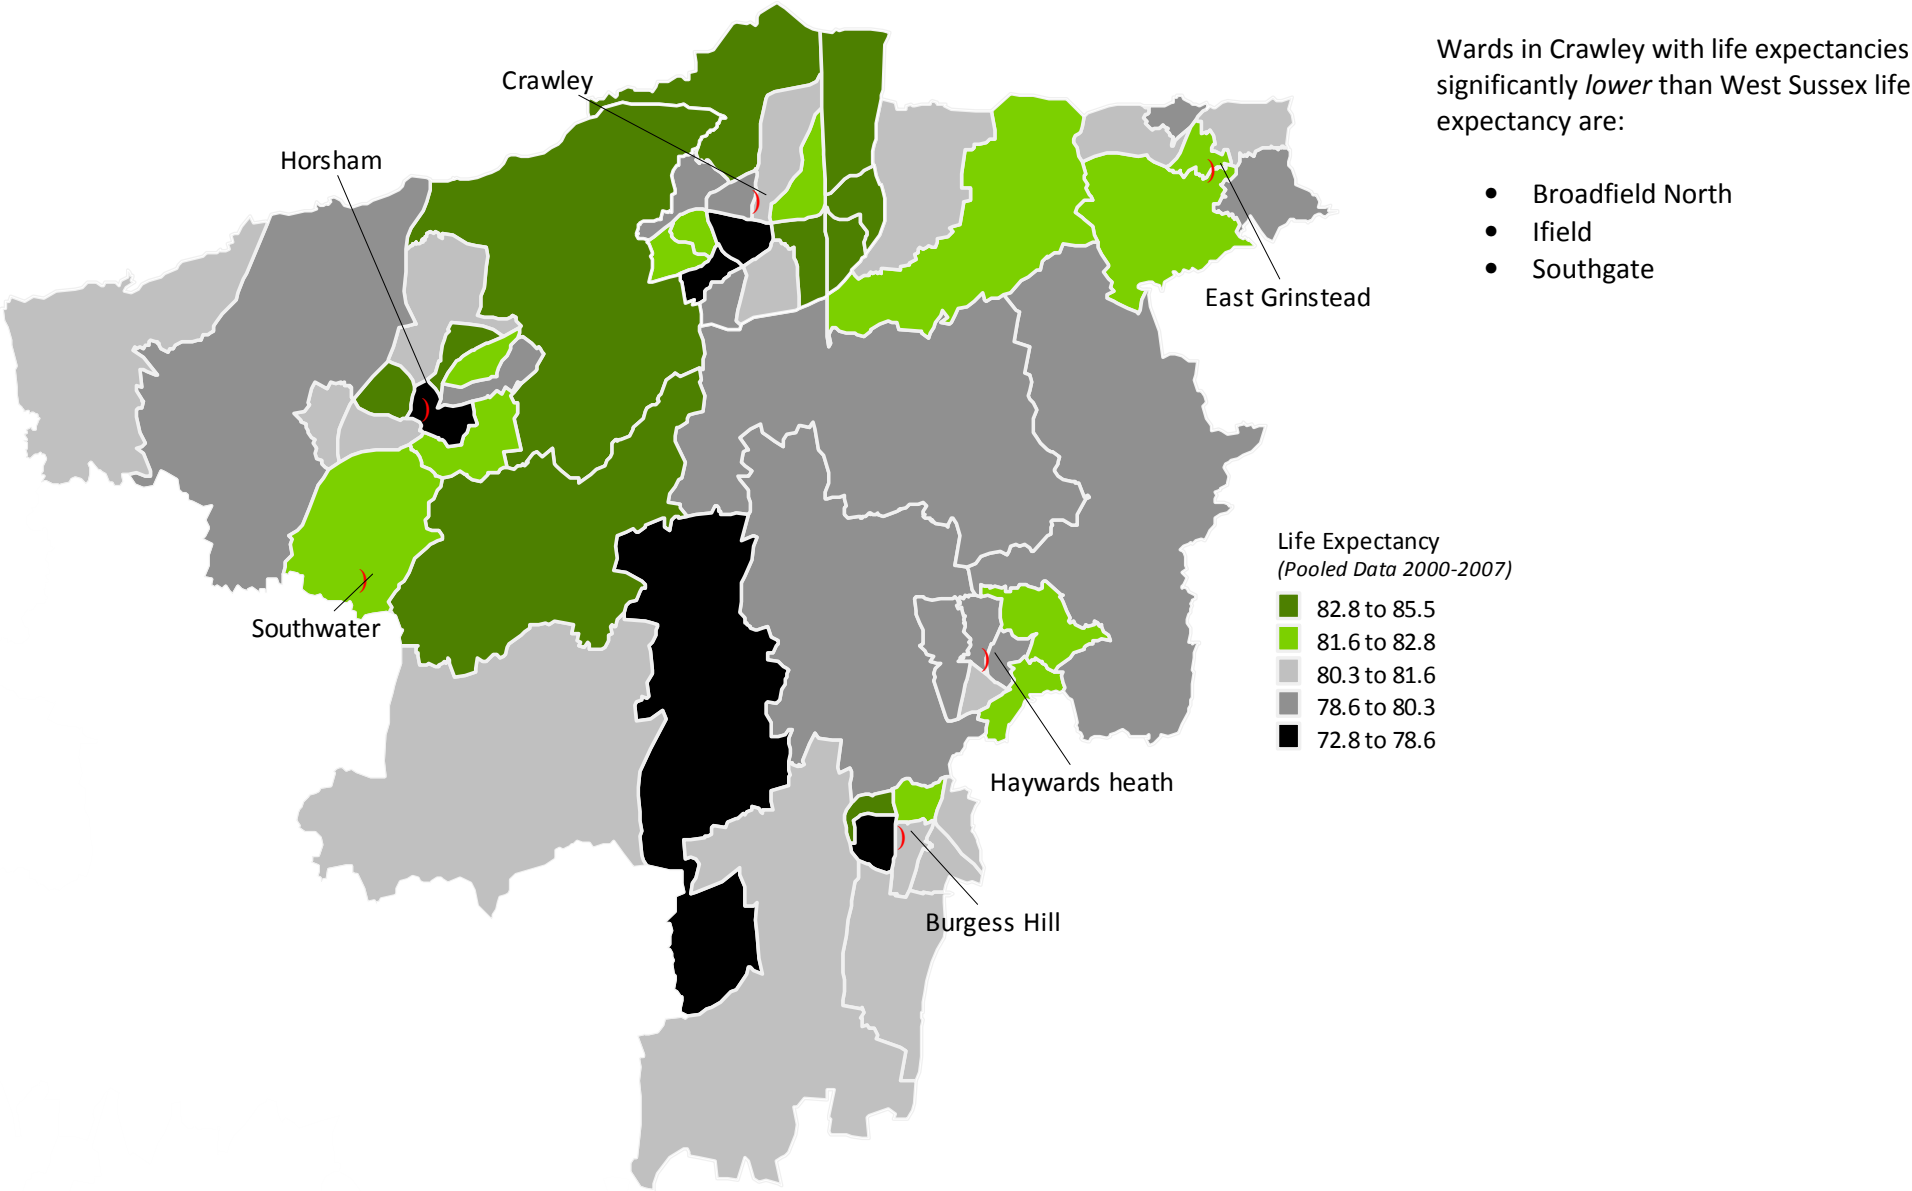 Wards in Crawley with life expectancies
significantly lower than West Sussex life
expectancy are:
• Broadfield North
• Ifield
• Southgate
Crawley
Horsham
East Grinstead
Southwater
Haywards heath
Burgess Hill
Life Expectancy
(Pooled Data 2000-2007)
82.8 to 85.5
81.6 to 82.8
80.3 to 81.6
78.6 to 80.3
72.8 to 78.6